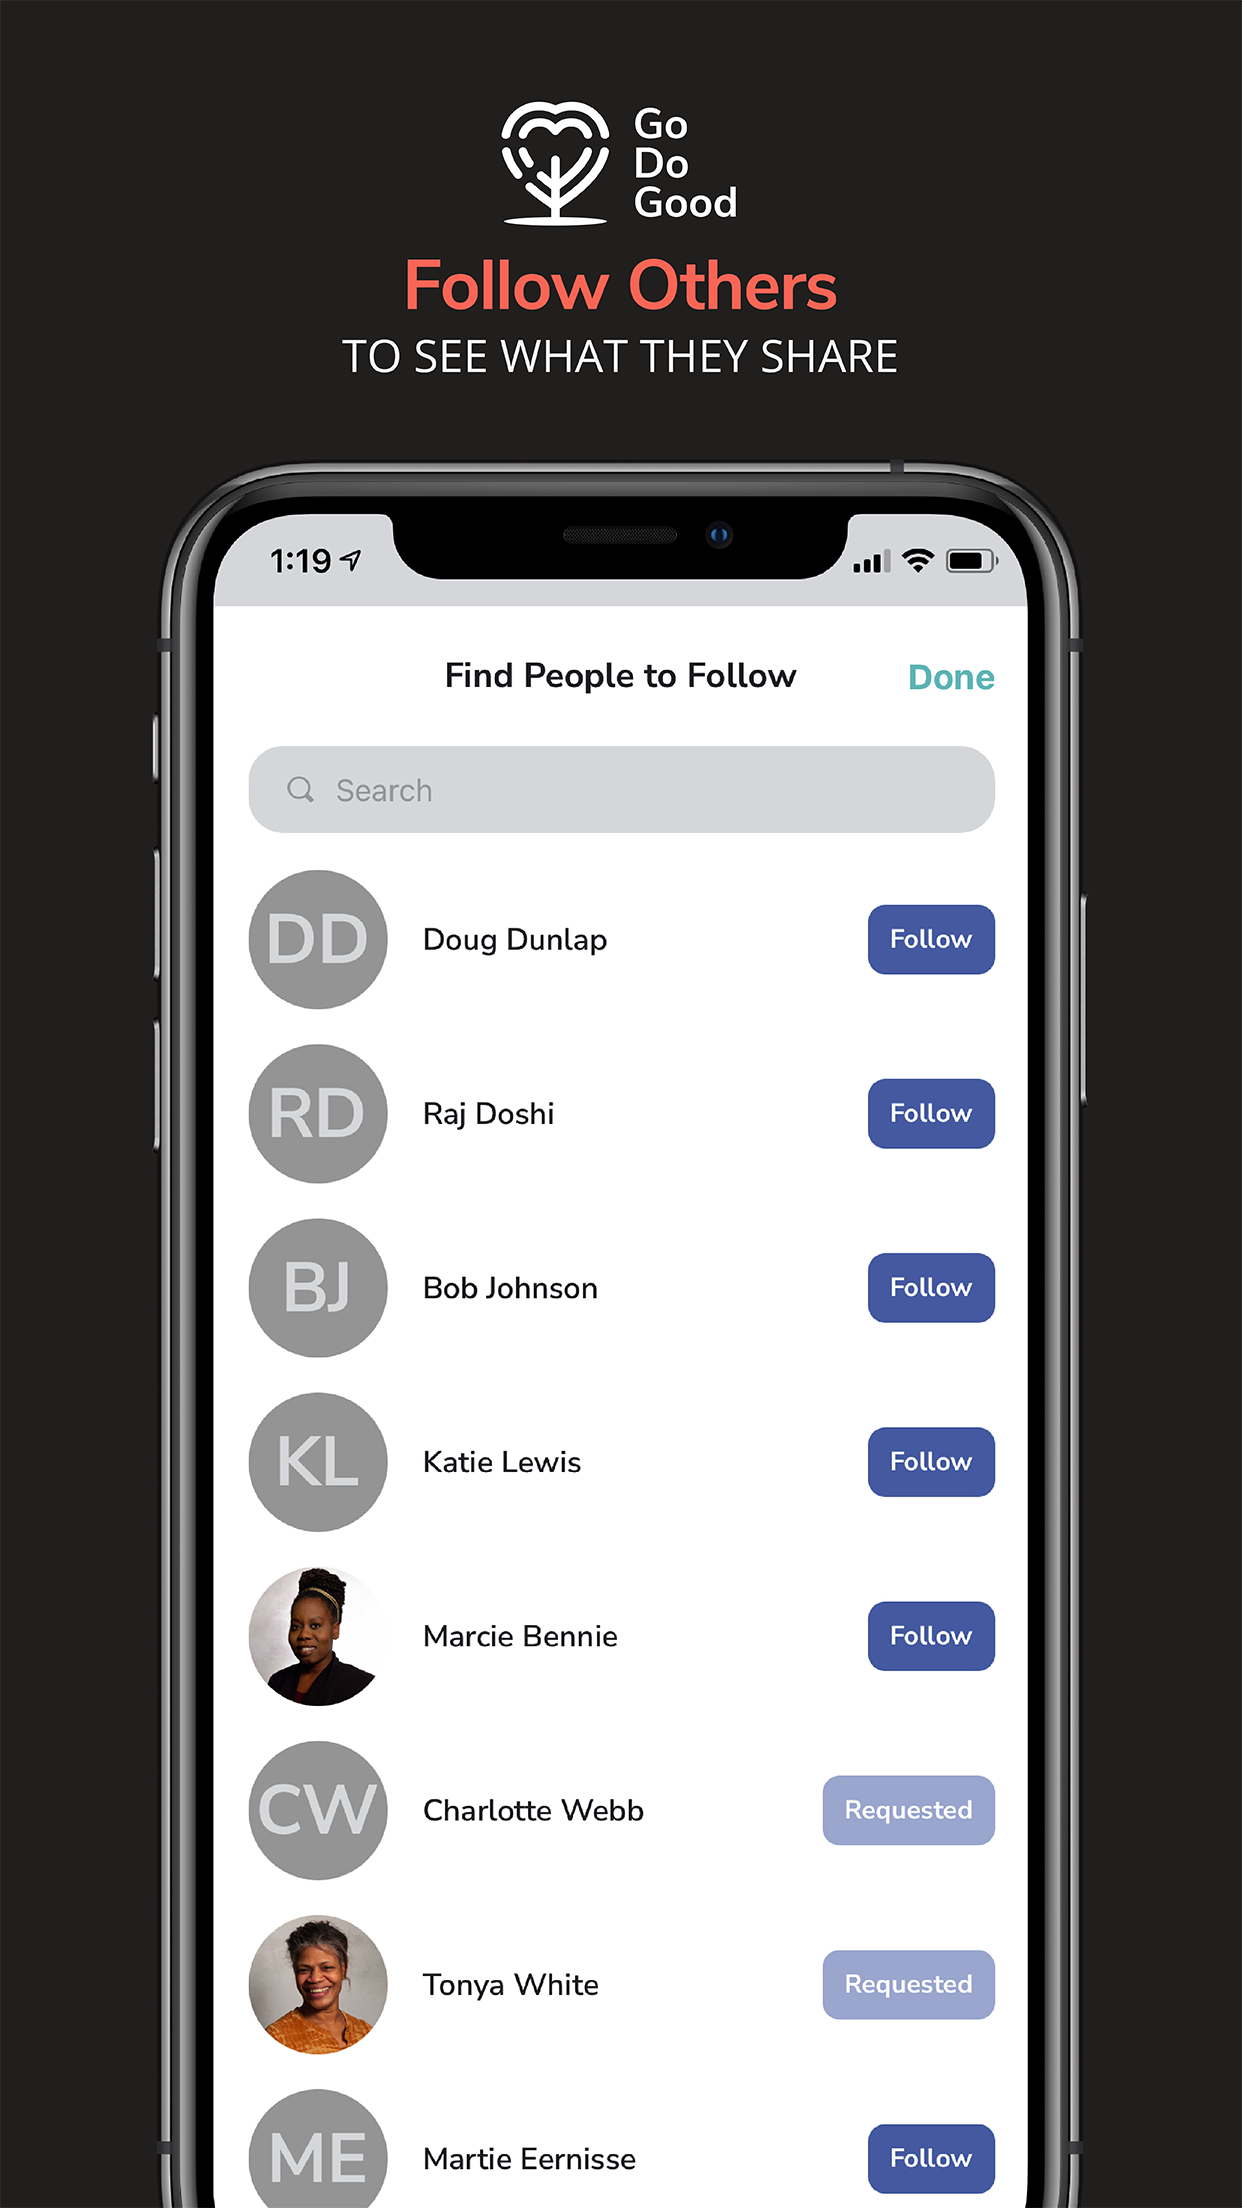 Go
Do
Good
Follow Others
TO SEE WHAT THEY SHARE
1:19
Find People to Follow
Done
Search
DD
Doug Dunlap
Follow
RD
Raj Doshi
Follow
BJ
Bob Johnson
Follow
KL
Katie Lewis
Follow
Marcie Bennie
Follow
CW
Charlotte Webb
Requested
Tonya White
Requested
ME
Martie Eernisse
Follow